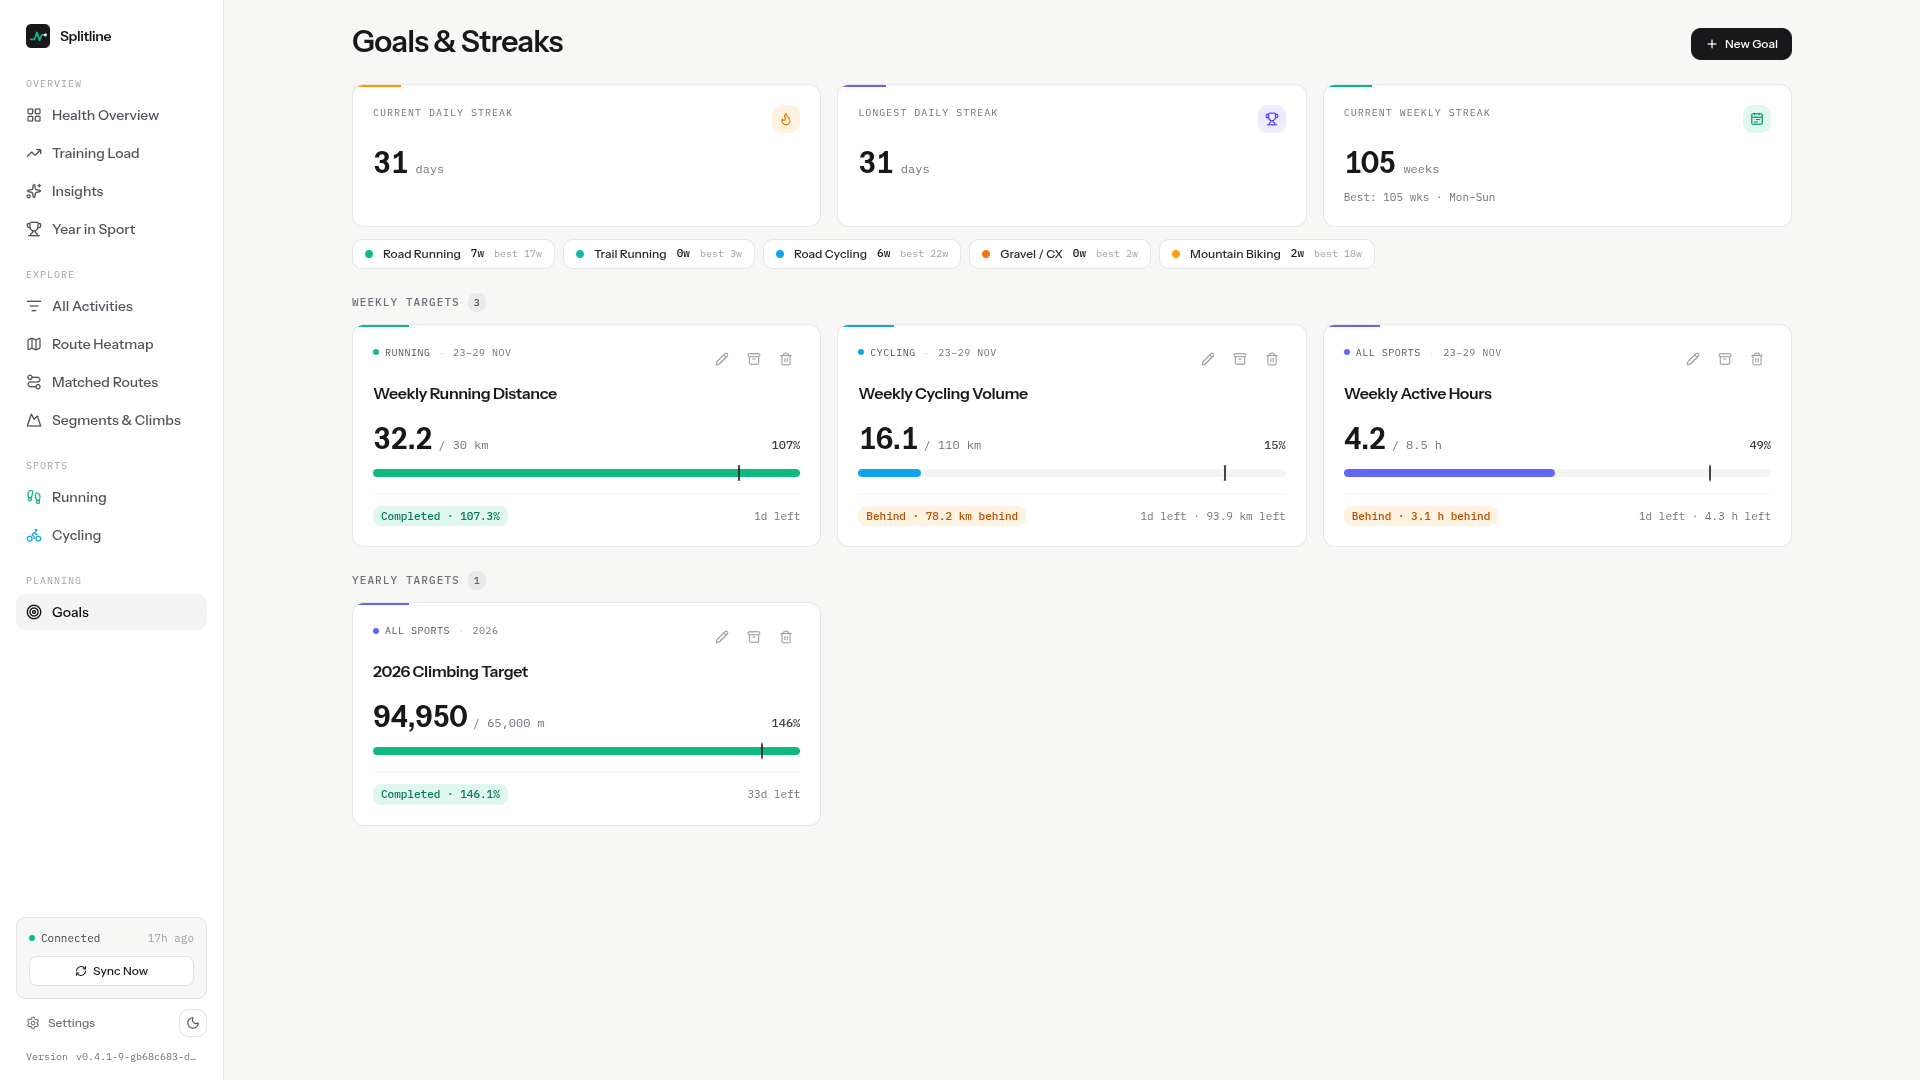 Splitline
OVERVIEW
Health Overview
Training Load
Insights
Year in Sport
EXPLORE
All Activities
Route Heatmap
Matched Routes
Segments & Climbs
SPORTS
Running
Cycling
PLANNING
Goals
Connected 17h ago
Sync Now
Settings
Version v0.4.1-9-gb68c683-d…
Goals & Streaks
New Goal
CURRENT DAILY STREAK
31 days
LONGEST DAILY STREAK
31 days
CURRENT WEEKLY STREAK
105 weeks
Best: 105 wks · Mon–Sun
Road Running 7w best 17w
Trail Running 0w best 3w
Road Cycling 6w best 22w
Gravel / CX 0w best 2w
Mountain Biking 2w best 18w
WEEKLY TARGETS 3
RUNNING · 23–29 NOV
Weekly Running Distance
32.2 / 30 km 107%
Completed · 107.3% 1d left
CYCLING · 23–29 NOV
Weekly Cycling Volume
16.1 / 110 km 15%
Behind · 78.2 km behind 1d left · 93.9 km left
ALL SPORTS · 23–29 NOV
Weekly Active Hours
4.2 / 8.5 h 49%
Behind · 3.1 h behind 1d left · 4.3 h left
YEARLY TARGETS 1
ALL SPORTS · 2026
2026 Climbing Target
94,950 / 65,000 m 146%
Completed · 146.1% 33d left